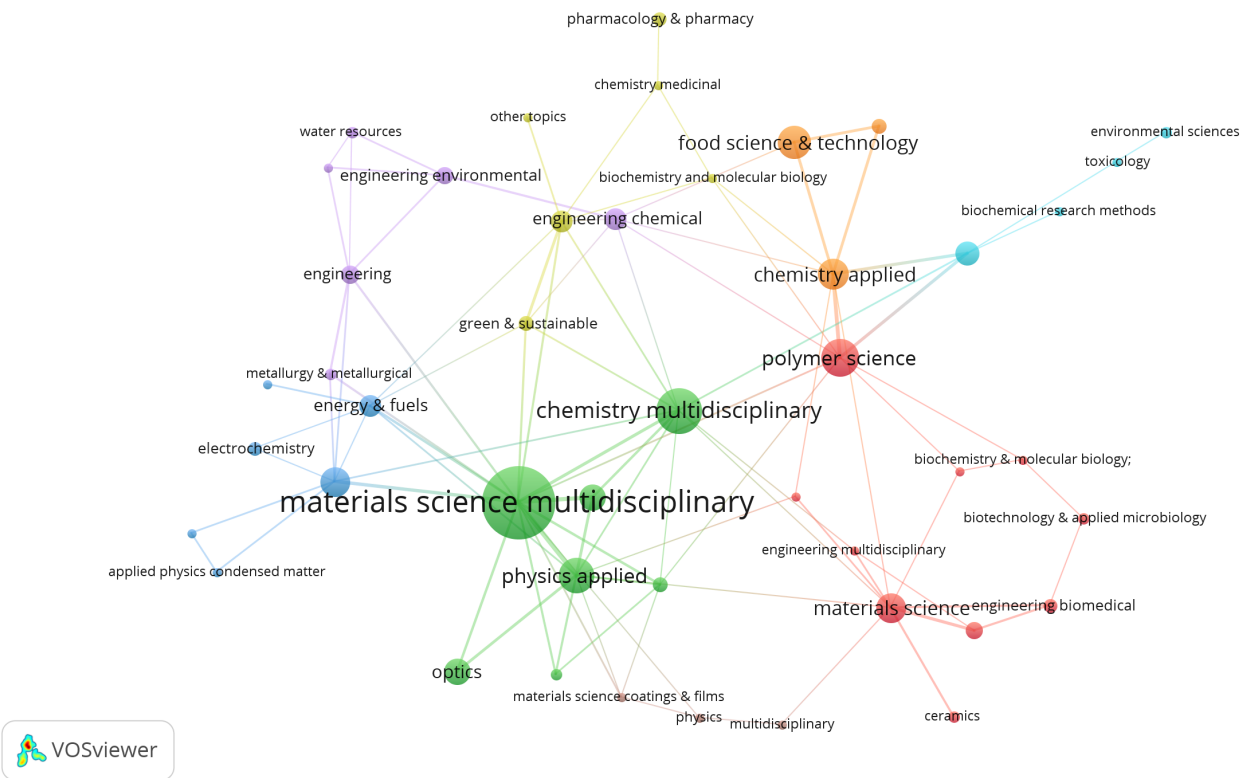 pharmacology & pharmacy
chemistry medicinal
other topics
water resources
environmental sciences
food science & technology
toxicology
engineering environmental
biochemistry and molecular biology
biochemical research methods
engineering chemical
engineering
chemistry applied
green & sustainable
polymer science
metallurgy & metallurgical
energy & fuels
chemistry multidisciplinary
electrochemistry
biochemistry & molecular biology;
materials science multidisciplinary
biotechnology & applied microbiology
engineering multidisciplinary
applied physics condensed matter
physics applied
materials science
engineering biomedical
optics
materials science coatings & films
physics
multidisciplinary
ceramics
VOSviewer